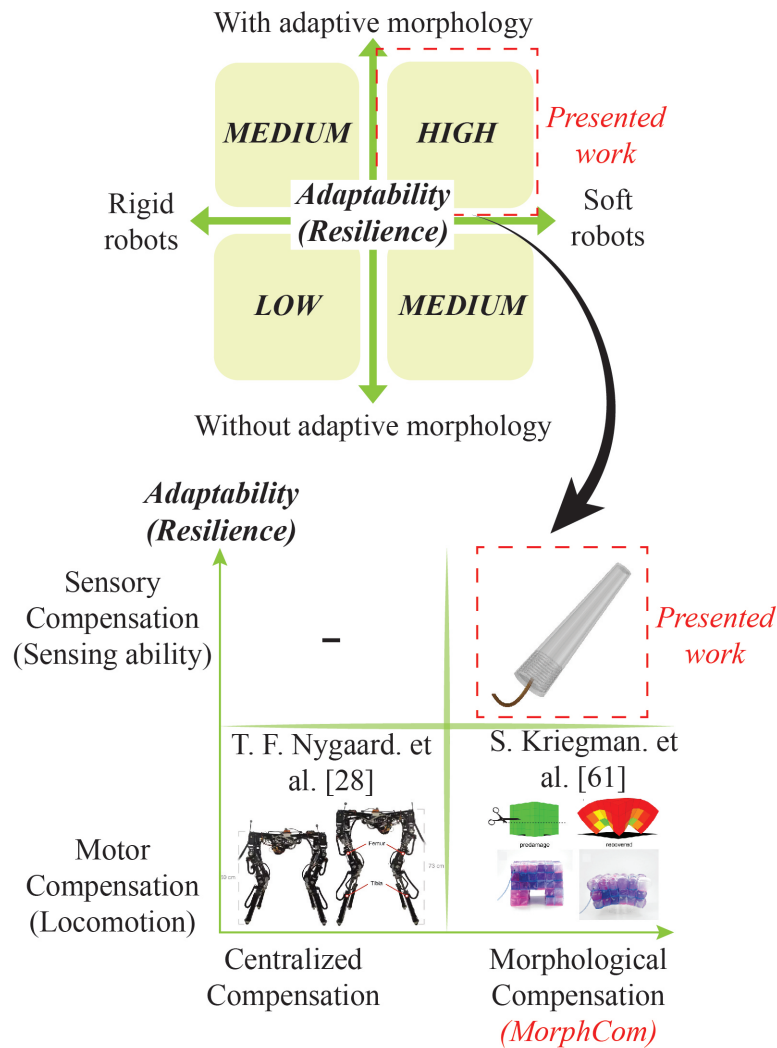 With adaptive morphology
MEDIUM
HIGH
Presented
work
Rigid
robots
Adaptability
(Resilience)
Soft
robots
LOW
MEDIUM
Without adaptive morphology
Adaptability
(Resilience)
Sensory
Compensation
(Sensing ability)
-
Presented
work
T. F. Nygaard. et
al. [28]
S. Kriegman. et
al. [61]
predamage
recovered
Femur
73 cm
Tibia
Motor
Compensation
(Locomotion)
Centralized
Compensation
Morphological
Compensation
(MorphCom)